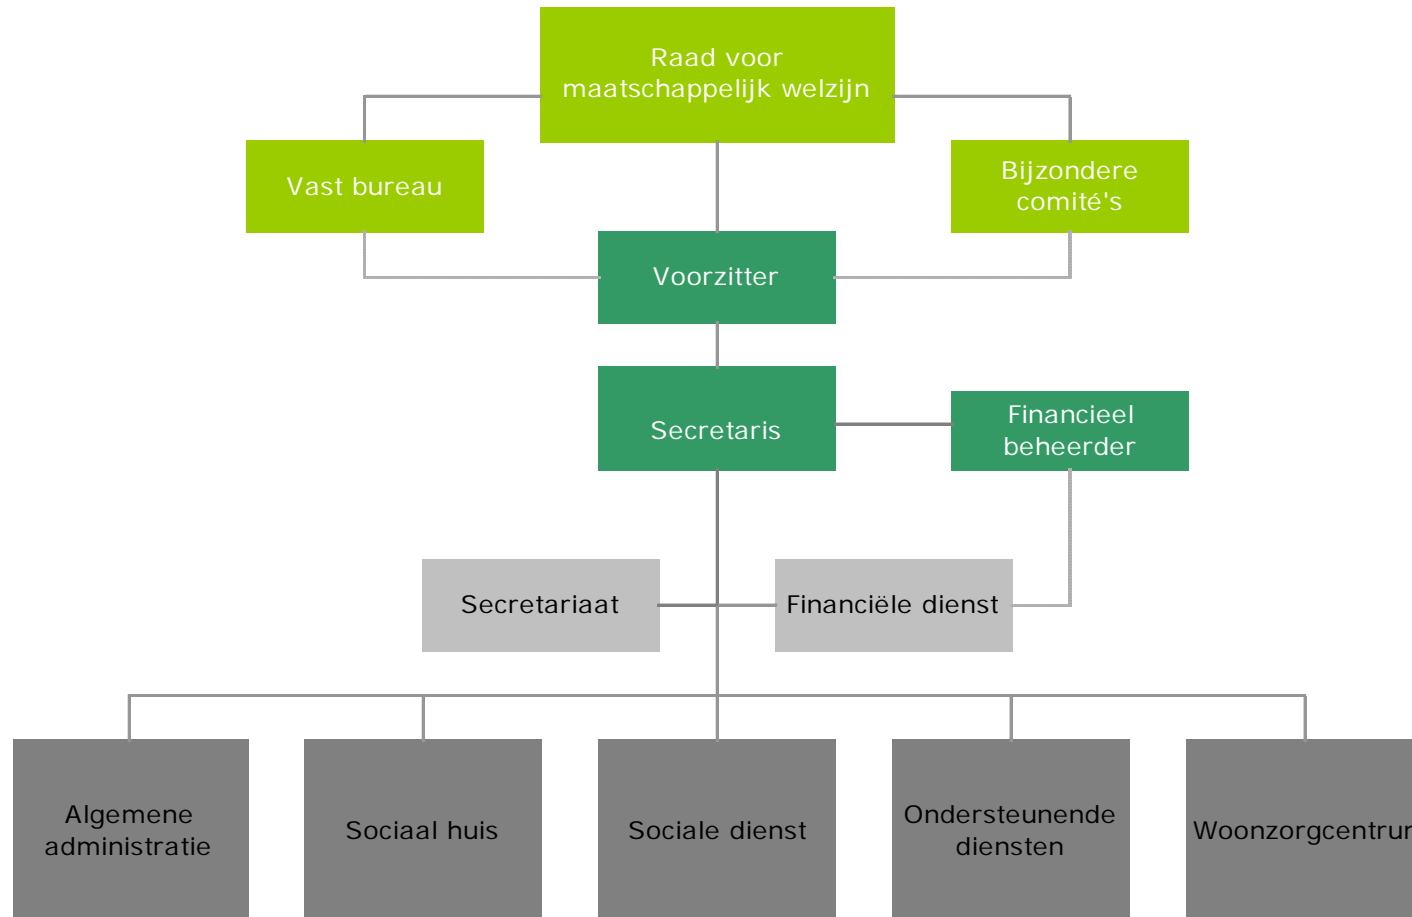 Raad voor
maatschappelijk welzijn
Vast bureau
Bijzondere
comité's
Voorzitter
Secretaris
Financieel
beheerder
Secretariaat
Financiële dienst
Algemene
administratie
Sociaal huis
Sociale dienst
Ondersteunende
diensten
Woonzorgcentrum